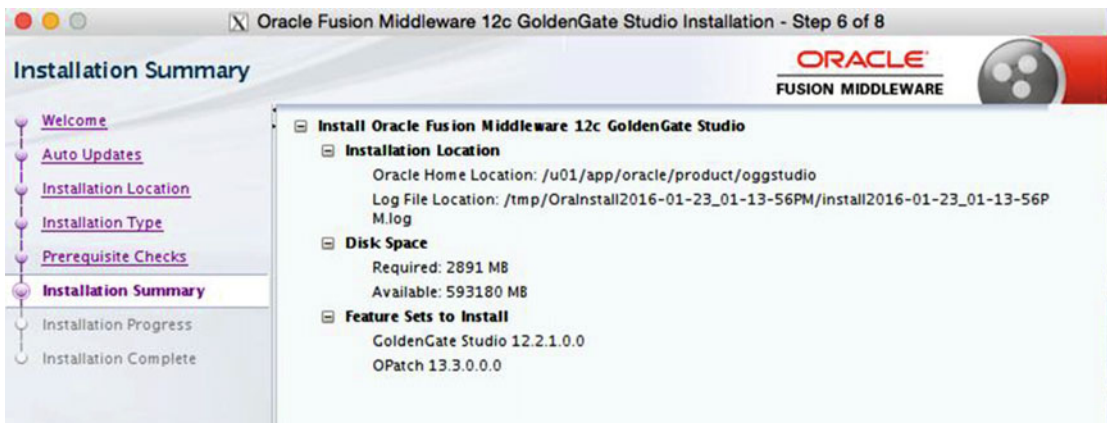 X Oracle Fusion Middleware 12c GoldenGate Studio Installation - Step 6 of 8
Installation Summary
ORACLE®
FUSION MIDDLEWARE
Welcome
Auto Updates
Installation Location
Installation Type
Prerequisite Checks
Installation Summary
Installation Progress
Installation Complete
Install Oracle Fusion Middleware 12c GoldenGate Studio
Installation Location
Oracle Home Location: /u01/app/oracle/product/oggstudio
Log File Location: /tmp/OraInstall2016-01-23_01-13-56PM/install2016-01-23_01-13-56P
M.log
Disk Space
Required: 2891 MB
Available: 593180 MB
Feature Sets to Install
GoldenGate Studio 12.2.1.0.0
OPatch 13.3.0.0.0